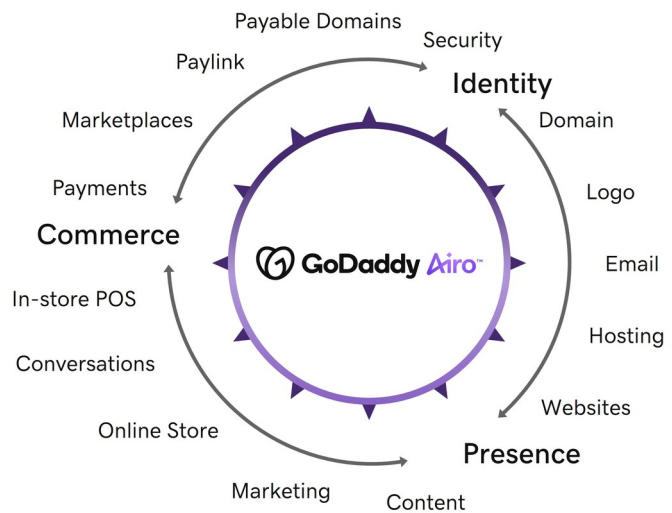 Payable Domains
Security
Paylink
Identity
Marketplaces
Domain
Payments
Logo
Commerce
GoDaddy Airo™
Email
In-store POS
Hosting
Conversations
Websites
Online Store
Presence
Marketing
Content